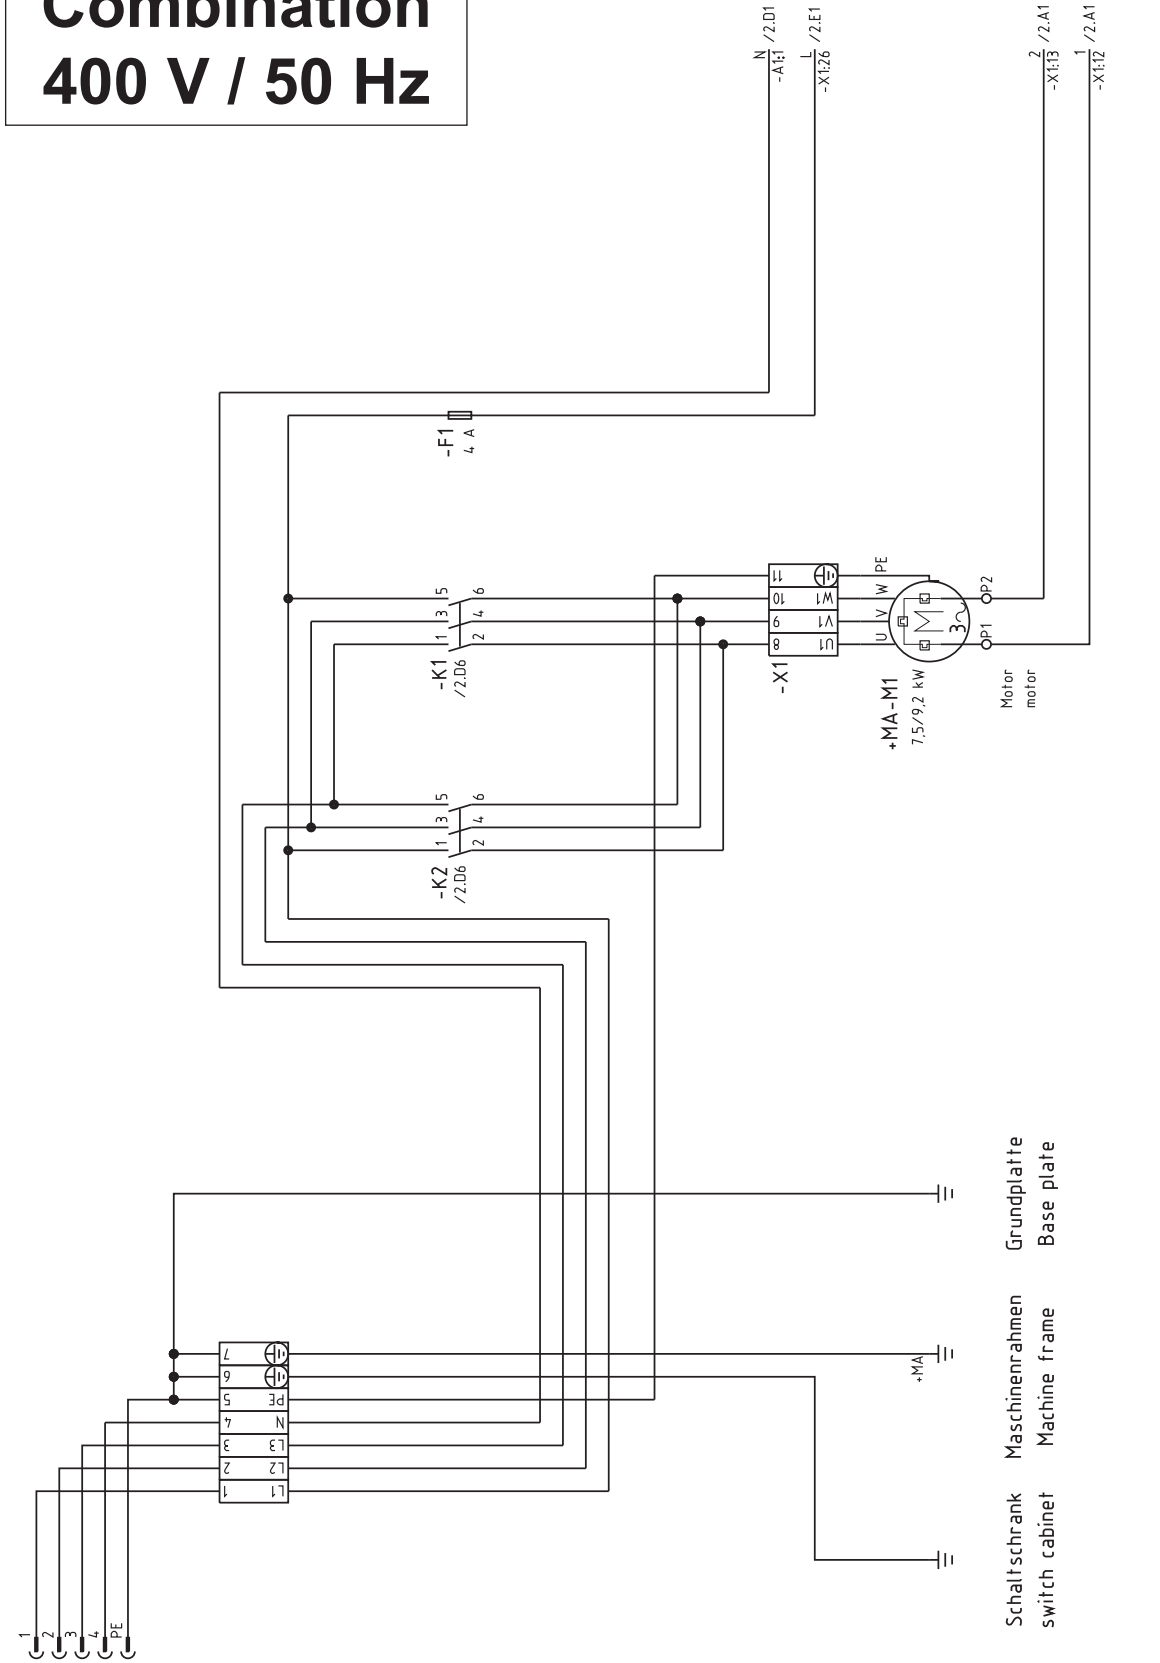 Combination
400 V / 50 Hz
N /2.D1
-A1:1
L /2.E1
-X1:26
2 /2.A1
-X1:13
1 /2.A1
-X1:12
-F1
4 A
5
3
1
6
4
2
-K1
/2.D6
5
3
1
6
4
2
-K2
/2.D6
11
10 W1
9 V1
8 U1
-X1
PE
W
V
U
M
3~
P2
P1
+MA-M1
7,5/9,2 kW
Motor
motor
7
6
5 PE
4 N
3 L3
2 L2
1 L1
1
2
3
4
PE
+MA
Grundplatte
Base plate
Maschinenrahmen
Machine frame
Schaltschrank
switch cabinet